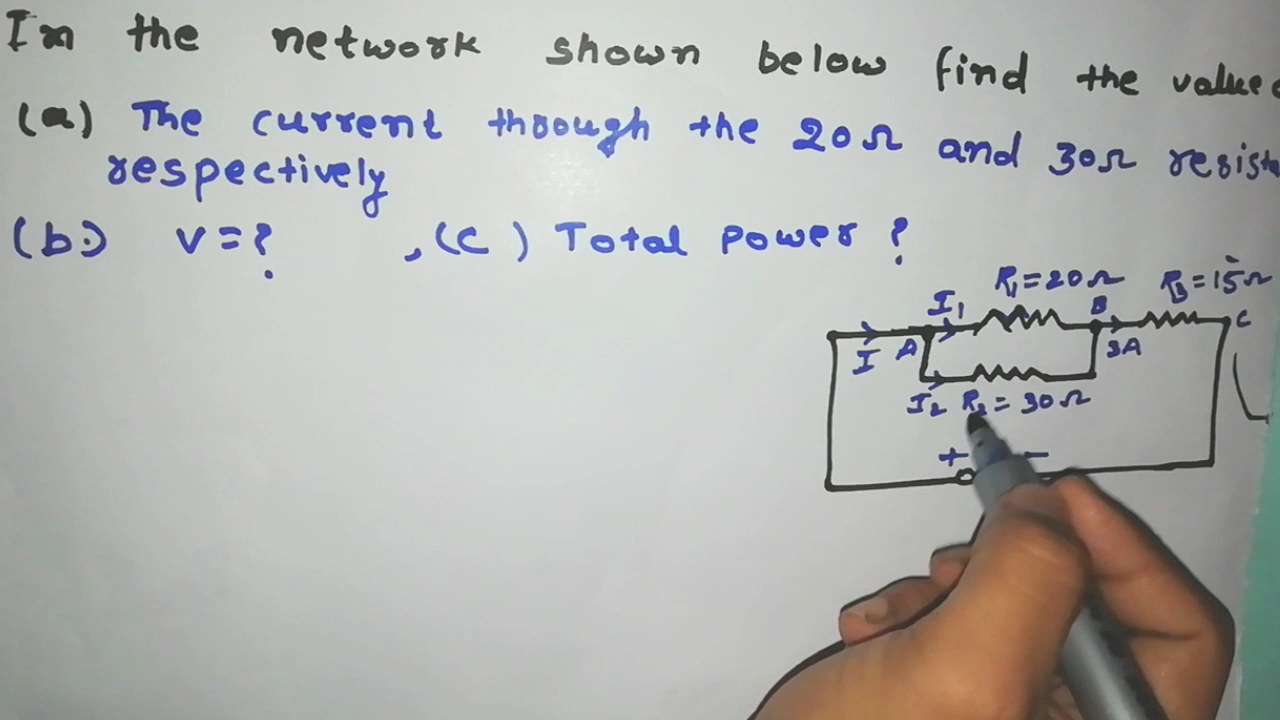 In the network shown below find the value
(a) The current through the 20Ω and 30Ω
respectively
(b) V = ? , (c) Total power ?
R1 = 20Ω R3 = 15Ω
I1 B C
I A 3A
I2 R2 = 30Ω
+ −